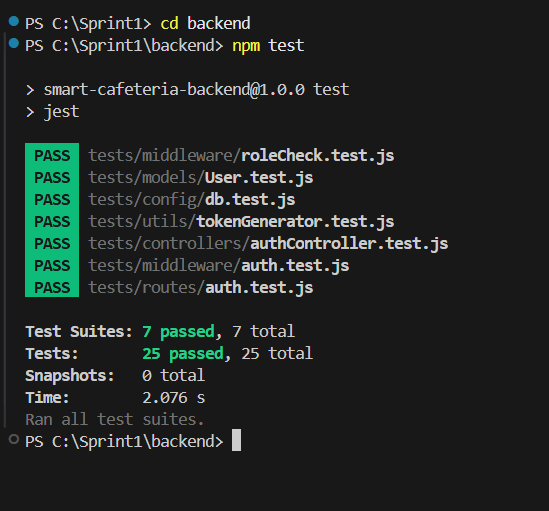 PS C:\Sprint1> cd backend
PS C:\Sprint1\backend> npm test
> smart-cafeteria-backend@1.0.0 test
> jest
PASS tests/middleware/roleCheck.test.js
PASS tests/models/User.test.js
PASS tests/config/db.test.js
PASS tests/utils/tokenGenerator.test.js
PASS tests/controllers/authController.test.js
PASS tests/middleware/auth.test.js
PASS tests/routes/auth.test.js
Test Suites: 7 passed, 7 total
Tests: 25 passed, 25 total
Snapshots: 0 total
Time: 2.076 s
Ran all test suites.
PS C:\Sprint1\backend>